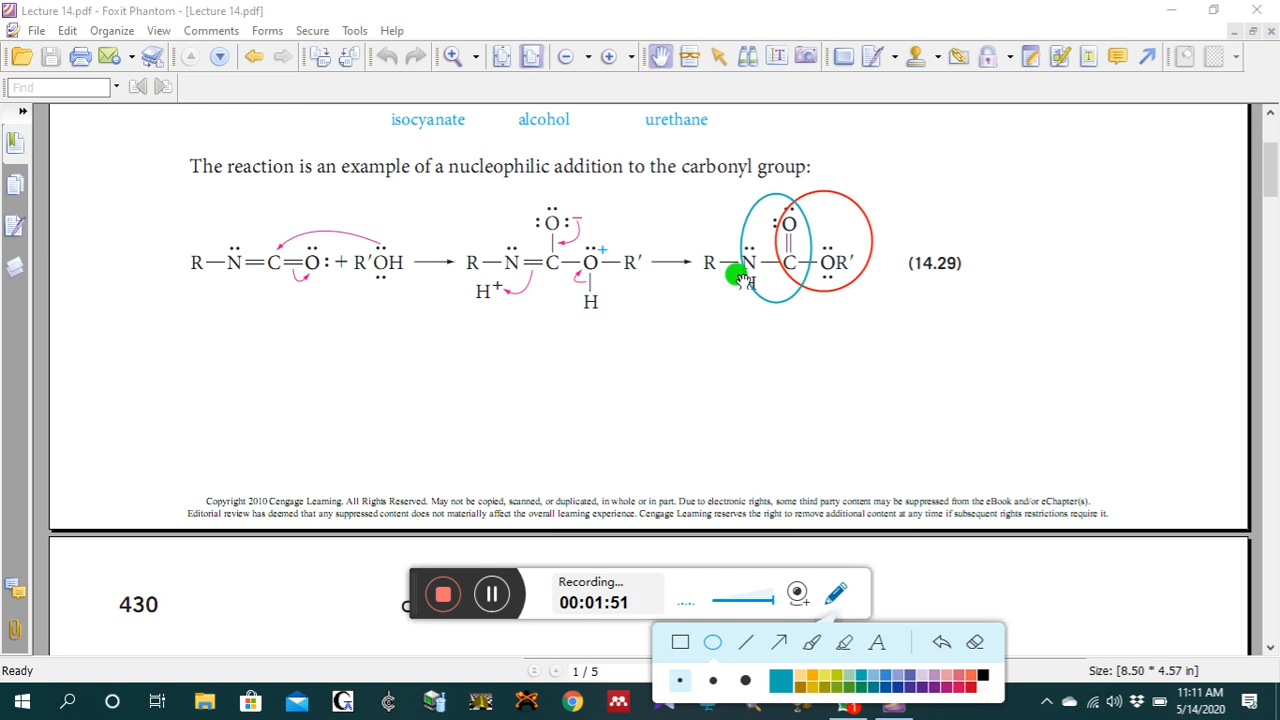 Lecture 14.pdf - Foxit Phantom - [Lecture 14.pdf]
File Edit View Organize Comments Forms Secure Tools Help
Find
isocyanate alcohol urethane
The reaction is an example of a nucleophilic addition to the carbonyl group:
:O:− :O
R—N=C=O: + R′OH ⟶ R—N=C—O+—R′ ⟶ R—N—C—OR′ (14.29)
H+ H H
Copyright 2010 Cengage Learning. All Rights Reserved. May not be copied, scanned, or duplicated, in whole or in part. Due to electronic rights, some third party content may be suppressed from the eBook and/or eChapter(s).
Editorial review has deemed that any suppressed content does not materially affect the overall learning experience. Cengage Learning reserves the right to remove additional content at any time if subsequent rights restrictions require it.
430
Recording...
00:01:51
A
Ready 1 / 5 Size: [8.50 * 4.57 in]
11:11 AM
5/14/2020
1